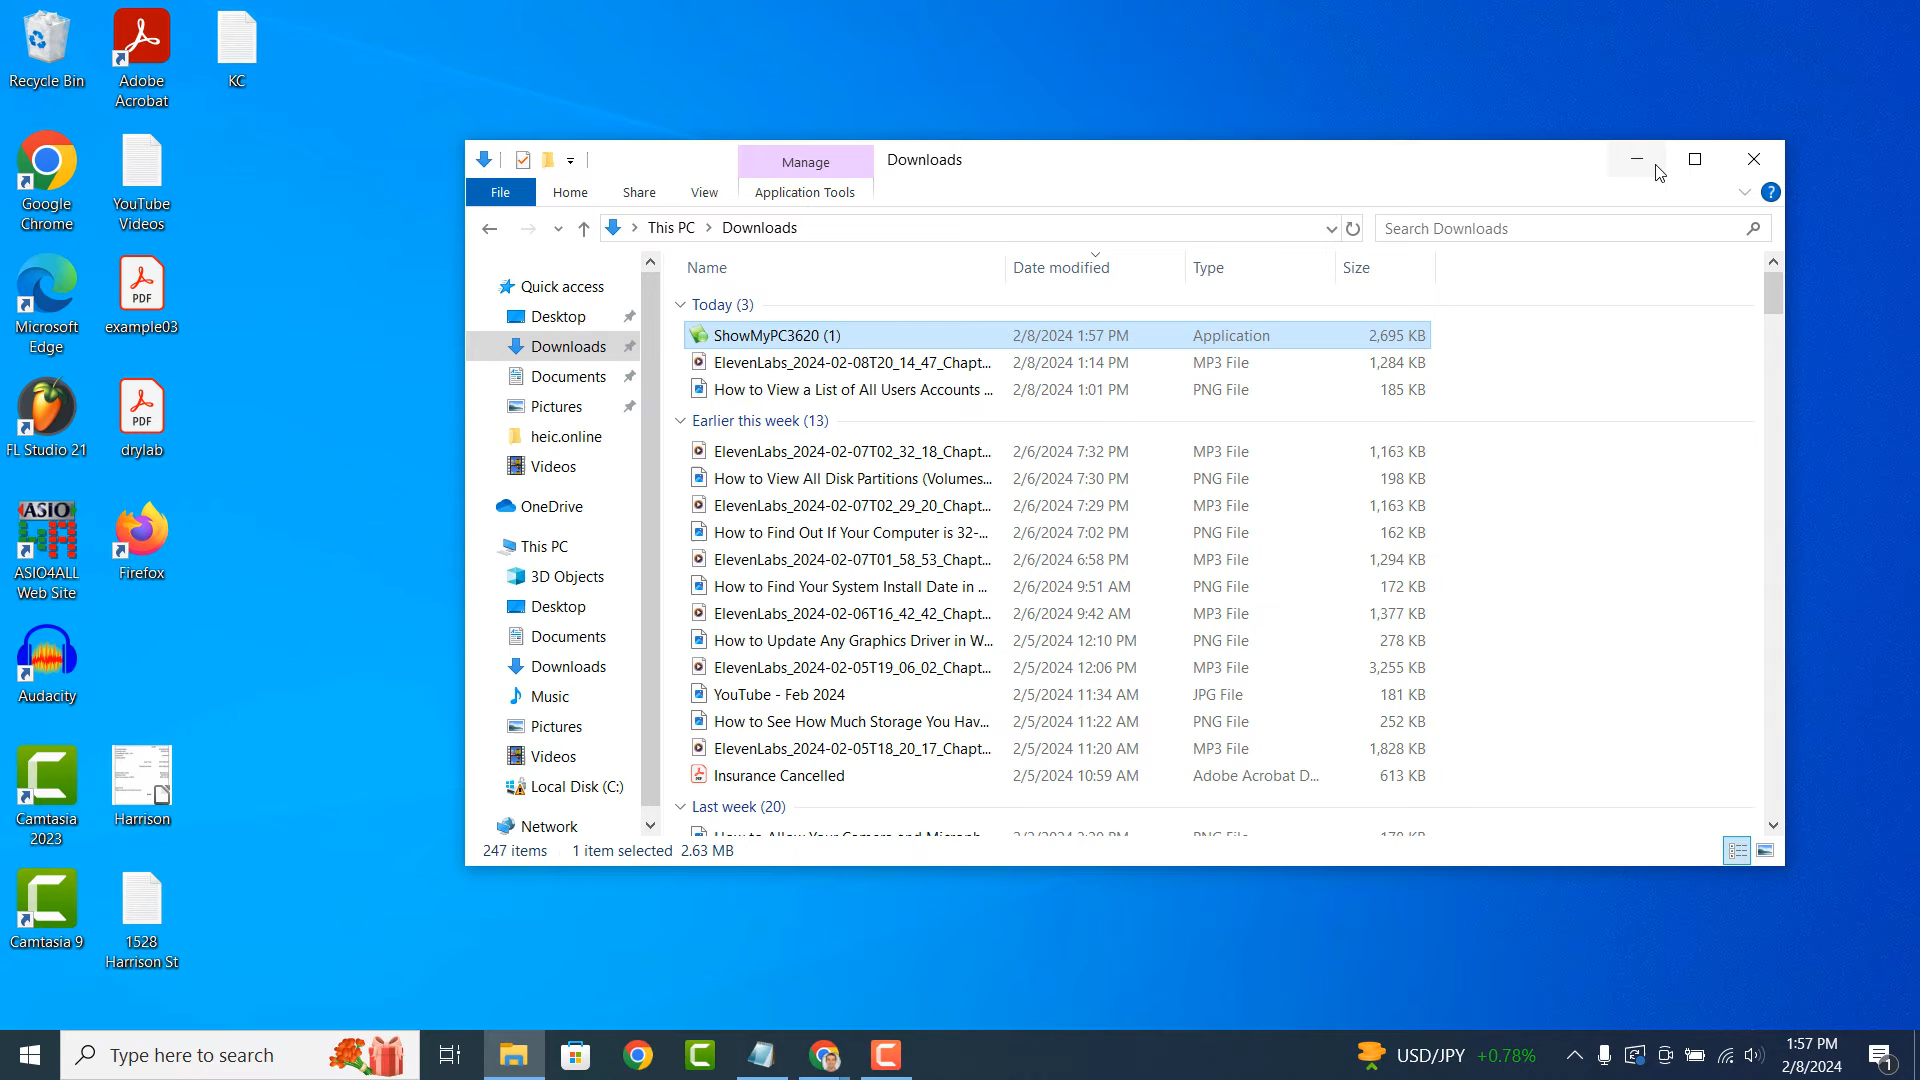 Recycle Bin
Adobe
Acrobat
KC
Google
Chrome
YouTube
Videos
Microsoft
Edge
PDF
example03
FL Studio 21
PDF
drylab
ASIO
ASIO4ALL
Web Site
Firefox
Audacity
Camtasia
2023
Harrison
Camtasia 9
1528
Harrison St
Manage
Downloads
File
Home
Share
View
Application Tools
This PC
Downloads
Search Downloads
Quick access
Desktop
Downloads
Documents
Pictures
heic.online
Videos
OneDrive
This PC
3D Objects
Desktop
Documents
Downloads
Music
Pictures
Videos
Local Disk (C:)
Network
Name Date modified Type Size
Today (3)
ShowMyPC3620 (1) 2/8/2024 1:57 PM Application 2,695 KB
ElevenLabs_2024-02-08T20_14_47_Chapt... 2/8/2024 1:14 PM MP3 File 1,284 KB
How to View a List of All Users Accounts ... 2/8/2024 1:01 PM PNG File 185 KB
Earlier this week (13)
ElevenLabs_2024-02-07T02_32_18_Chapt... 2/6/2024 7:32 PM MP3 File 1,163 KB
How to View All Disk Partitions (Volumes... 2/6/2024 7:30 PM PNG File 198 KB
ElevenLabs_2024-02-07T02_29_20_Chapt... 2/6/2024 7:29 PM MP3 File 1,163 KB
How to Find Out If Your Computer is 32-... 2/6/2024 7:02 PM PNG File 162 KB
ElevenLabs_2024-02-07T01_58_53_Chapt... 2/6/2024 6:58 PM MP3 File 1,294 KB
How to Find Your System Install Date in ... 2/6/2024 9:51 AM PNG File 172 KB
ElevenLabs_2024-02-06T16_42_42_Chapt... 2/6/2024 9:42 AM MP3 File 1,377 KB
How to Update Any Graphics Driver in W... 2/5/2024 12:10 PM PNG File 278 KB
ElevenLabs_2024-02-05T19_06_02_Chapt... 2/5/2024 12:06 PM MP3 File 3,255 KB
YouTube - Feb 2024 2/5/2024 11:34 AM JPG File 181 KB
How to See How Much Storage You Hav... 2/5/2024 11:22 AM PNG File 252 KB
ElevenLabs_2024-02-05T18_20_17_Chapt... 2/5/2024 11:20 AM MP3 File 1,828 KB
Insurance Cancelled 2/5/2024 10:59 AM Adobe Acrobat D... 613 KB
Last week (20)
247 items 1 item selected 2.63 MB
Type here to search
USD/JPY +0.78%
1:57 PM
2/8/2024
1